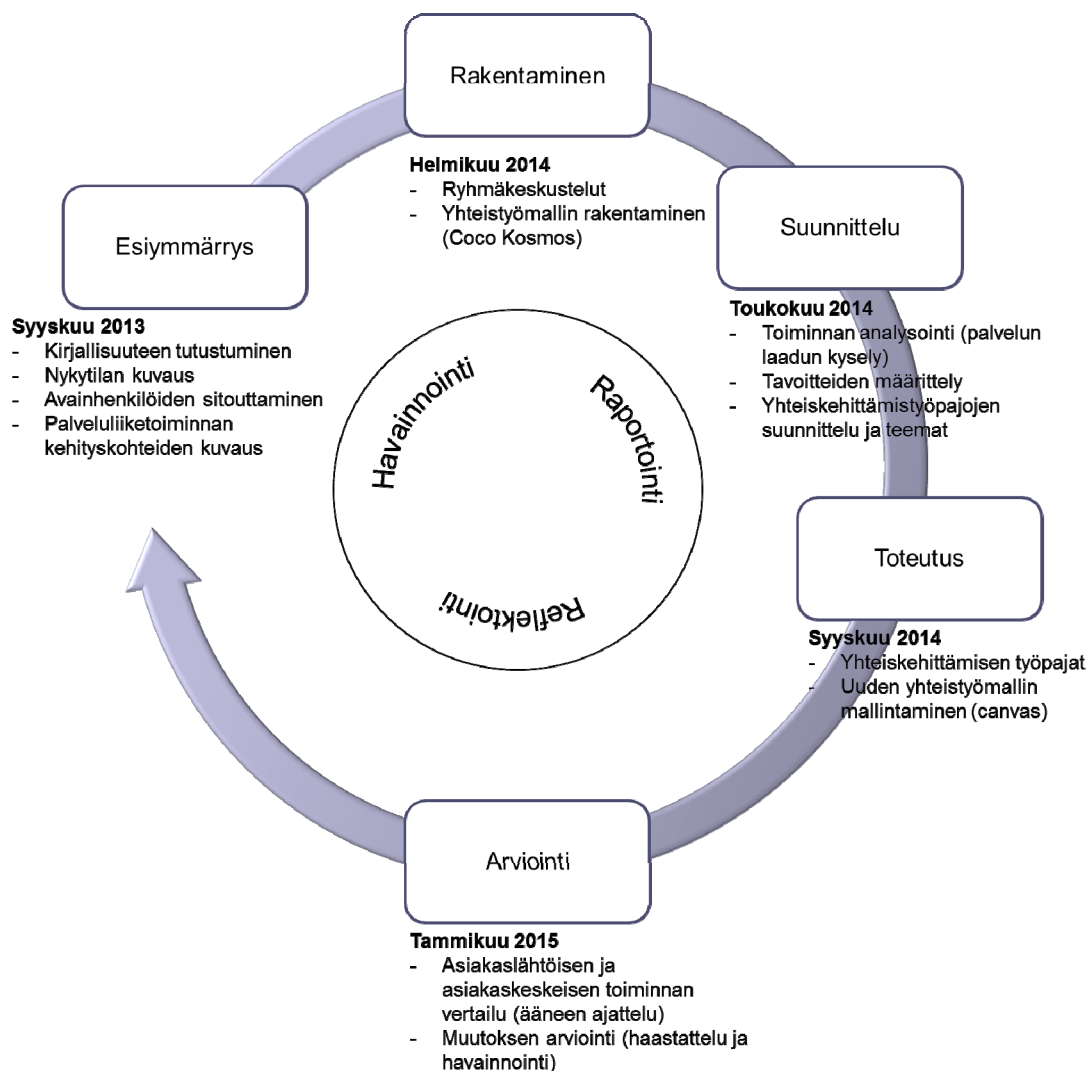 Rakentaminen
Helmikuu 2014
- Ryhmäkeskustelut
- Yhteistyömallin rakentaminen
(Coco Kosmos)
Esiymmärrys
Syyskuu 2013
- Kirjallisuuteen tutustuminen
- Nykytilan kuvaus
- Avainhenkilöiden sitouttaminen
- Palveluliiketoiminnan
kehityskohteiden kuvaus
Suunnittelu
Toukokuu 2014
- Toiminnan analysointi (palvelun
laadun kysely)
- Tavoitteiden määrittely
- Yhteiskehittämistyöpajojen
suunnittelu ja teemat
Havainnointi
Raportointi
Reflektointi
Toteutus
Syyskuu 2014
- Yhteiskehittämisen työpajat
- Uuden yhteistyömallin
mallintaminen (canvas)
Arviointi
Tammikuu 2015
- Asiakaslähtöisen ja
asiakaskeskeisen toiminnan
vertailu (ääneen ajattelu)
- Muutoksen arviointi (haastattelu ja
havainnointi)